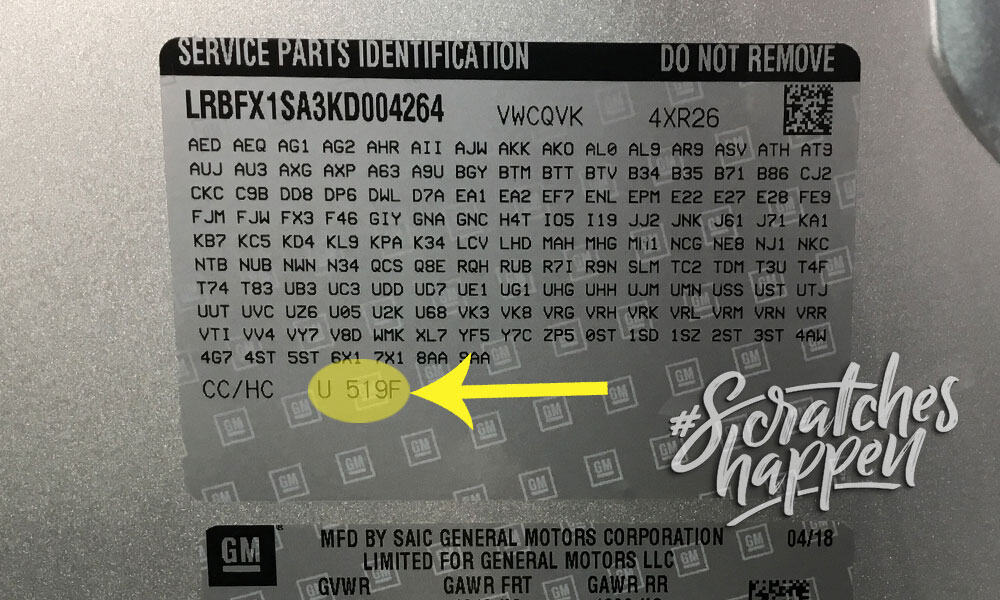 SERVICE PARTS IDENTIFICATION DO NOT REMOVE
LRBFX1SA3KD004264 VWCQVK 4XR26
AED AEQ AG1 AG2 AHR AII AJW AKK AKO AL0 AL9 AR9 ASV ATH AT9
AUJ AU3 AXG AXP A63 A9U BGY BTM BTT BTV B34 B35 B71 B86 CJ2
CKC C9B DD8 DP6 DWL D7A EA1 EA2 EF7 ENL EPM E22 E27 E28 FE9
FJM FJW FX3 F46 GIY GNA GNC H4T IO5 I19 JJ2 JNK J61 J71 KA1
KB7 KC5 KD4 KL9 KPA K34 LCV LHD MAH MHG MH1 NCG NE8 NJ1 NKC
NTB NUB NWN N34 QCS Q8E RQH RUB R7I R9N SLM TC2 TDM T3U T4F
T74 T83 UB3 UC3 UDD UD7 UE1 UG1 UHG UHH UJM UMN USS UST UTJ
UUT UVC UZ6 U05 U2K U68 VK3 VK8 VRG VRH VRK VRL VRM VRN VRR
VTI VV4 VY7 V8D WMK XL7 YF5 Y7C ZP5 0ST 1SD 1SZ 2ST 3ST 4AW
4G7 4ST 5ST 6X1 7X1 8AA 9AA
CC/HC U 519F
#Scratches
happen
GM ® MFD BY SAIC GENERAL MOTORS CORPORATION 04/18
LIMITED FOR GENERAL MOTORS LLC
GVWR GAWR FRT GAWR RR